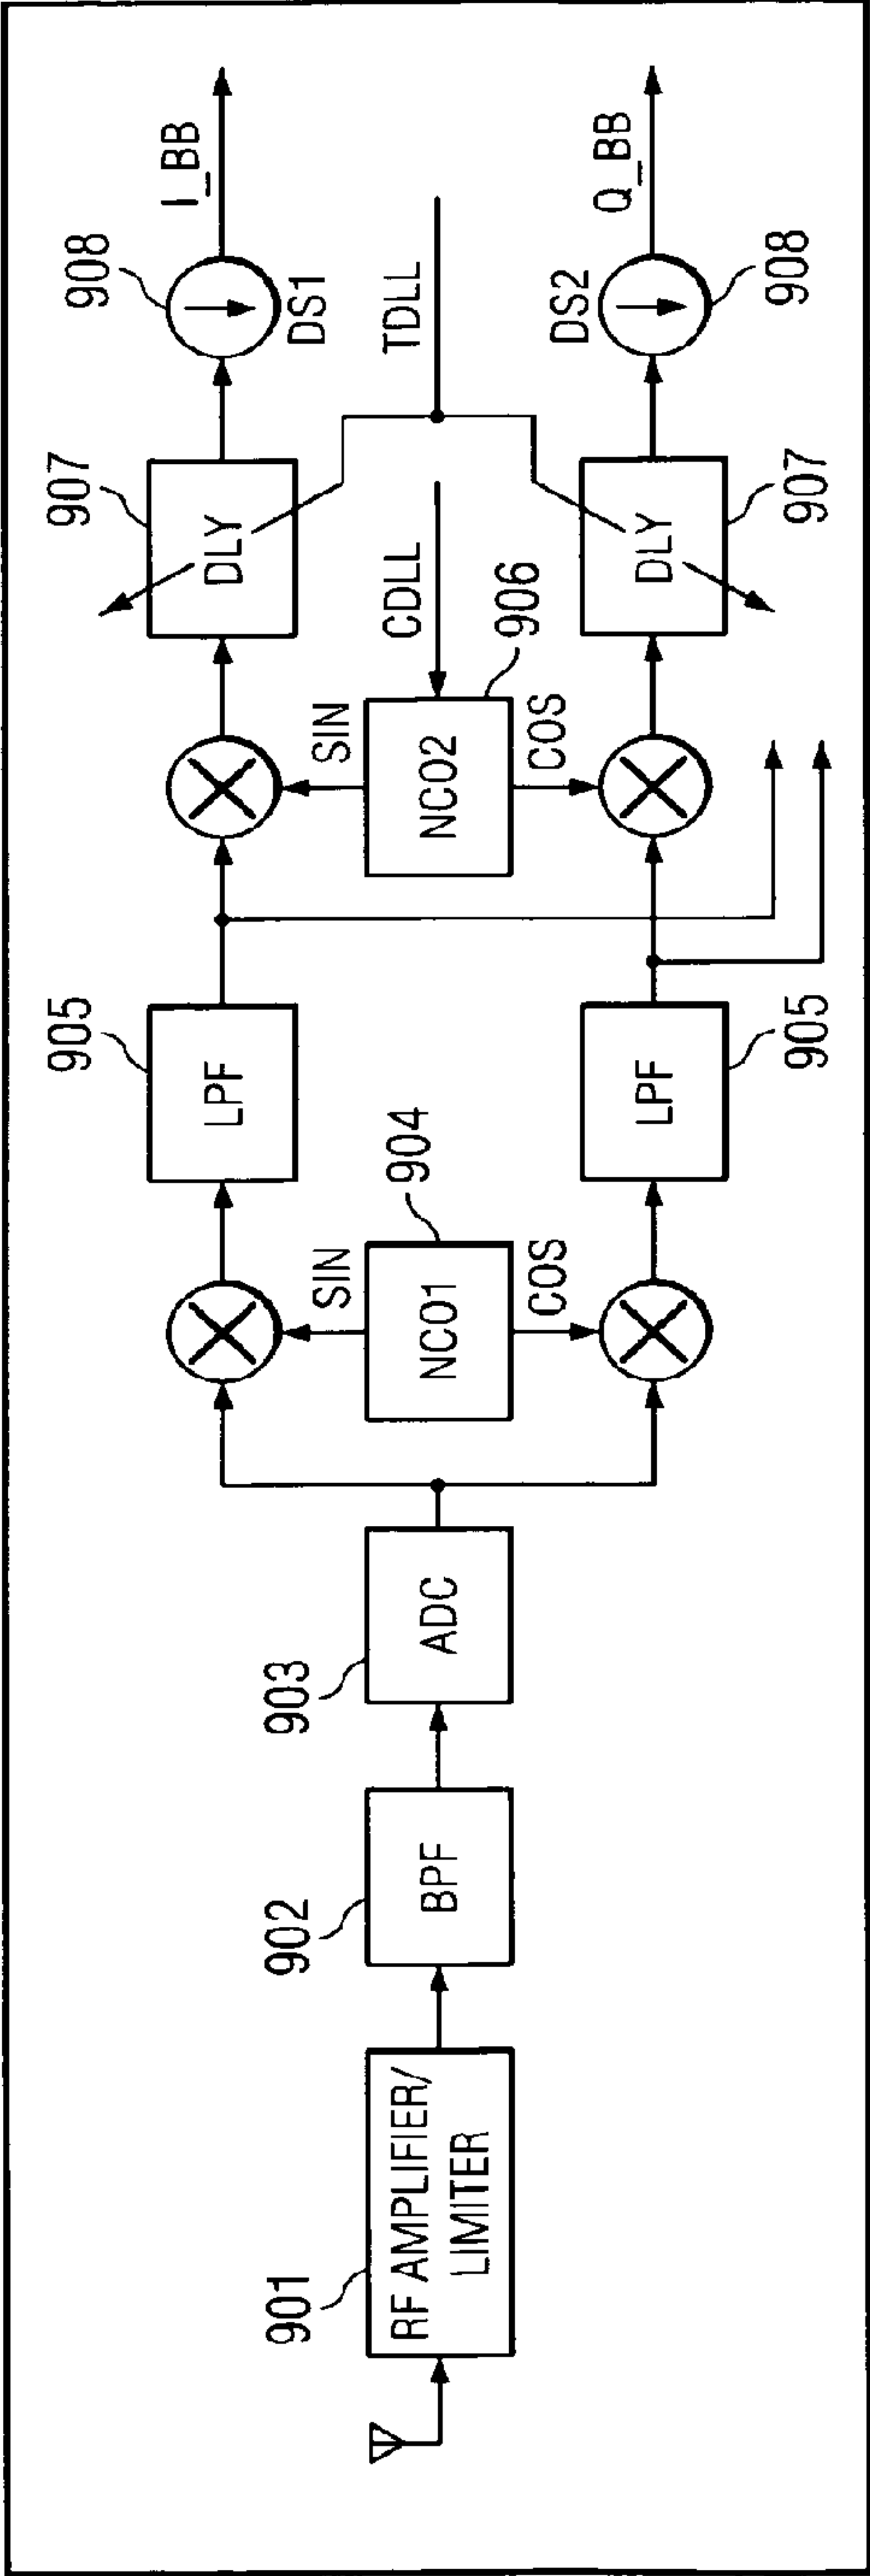 901
RF AMPLIFIER/
LIMITER
902
BPF
903
ADC
SIN
904
NCO1
COS
905
LPF
LPF
905
SIN
NCO2
906
COS
CDLL
907
DLY
DLY
907
TDLL
908
DS1
I_BB
DS2
908
Q_BB